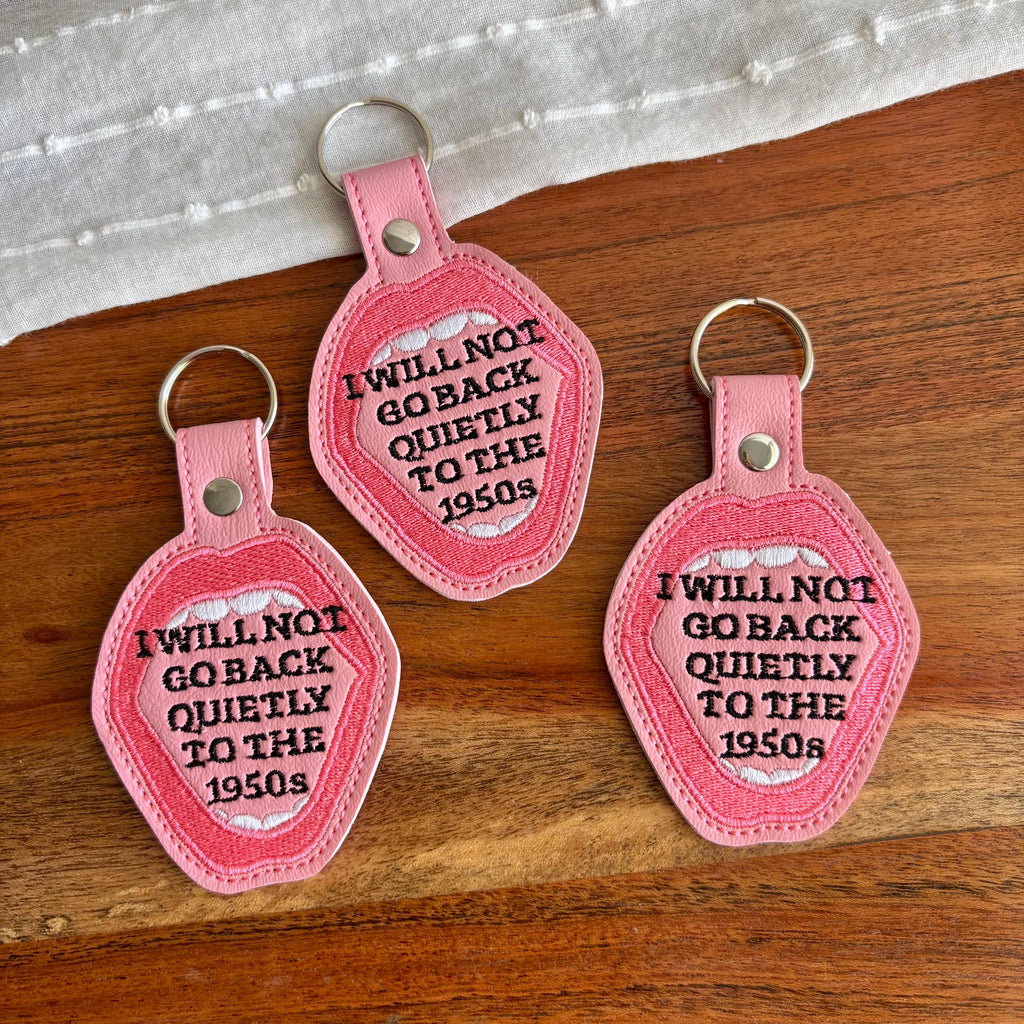 I WILL NOT
GO BACK
QUIETLY
TO THE
1950s
I WILL NOT
GO BACK
QUIETLY
TO THE
1950s
I WILL NOT
GO BACK
QUIETLY
TO THE
1950s